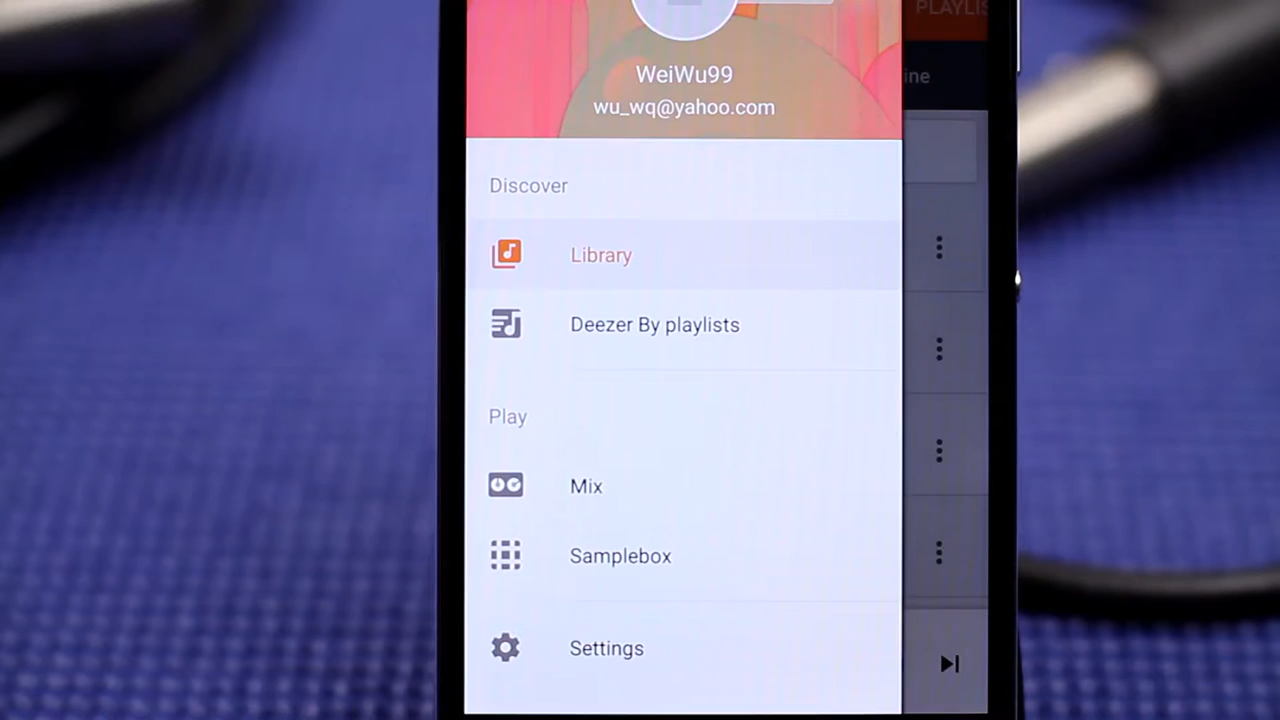 PLAYLIS
WeiWu99
ine
wu_wq@yahoo.com
Discover
Library
Deezer By playlists
Play
Mix
Samplebox
Settings